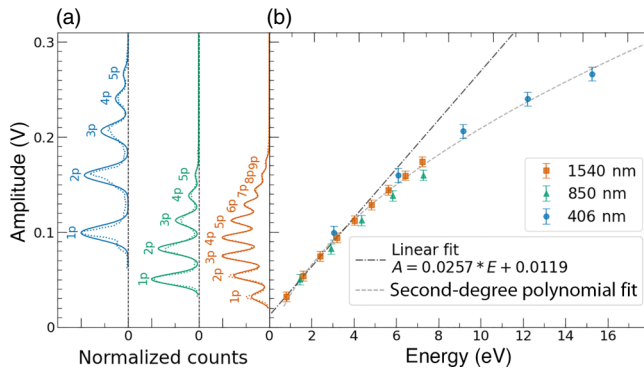 (a)
(b)
0.3
0.2
0.1
0
Amplitude (V)
5p
4p
3p
2p
1p
5p
4p
3p
2p
1p
9p
8p
7p
6p
5p
4p
3p
2p
1p
1540 nm
850 nm
406 nm
Linear fit
A = 0.0257 * E + 0.0119
Second-degree polynomial fit
0 0 0 2 4 6 8 10 12 14 16
Normalized counts
Energy (eV)